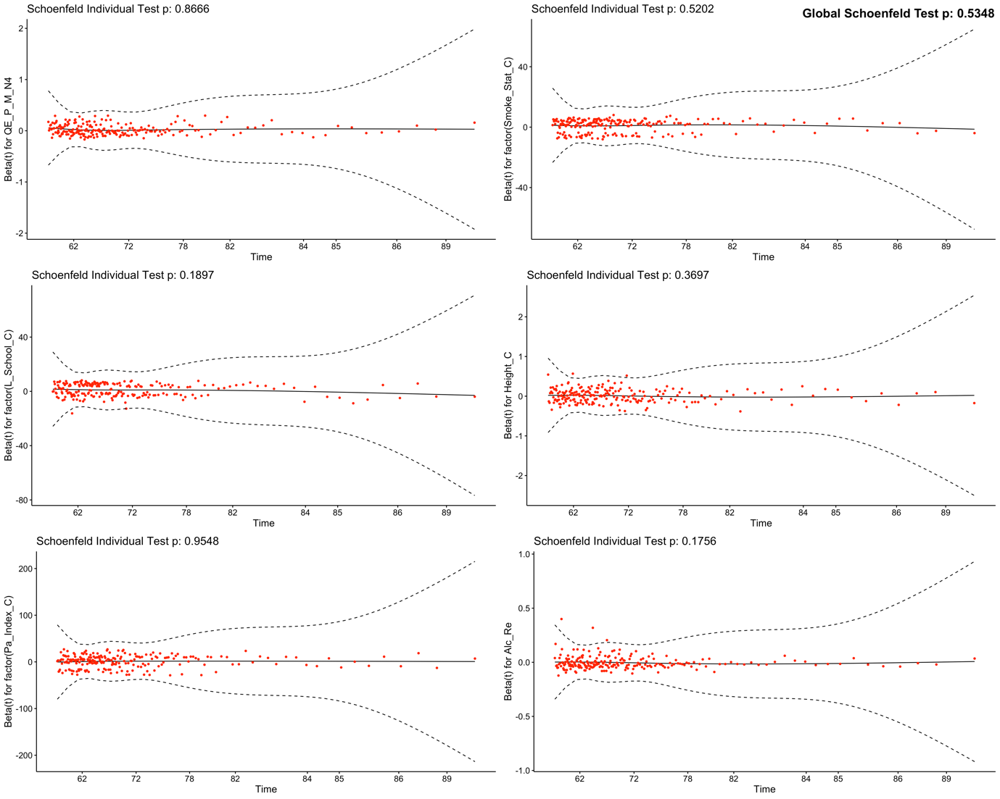 Schoenfeld Individual Test p: 0.8666
2
1
0
-1
-2
Beta(t) for QE_P_M_N4
62 72 78 82 84 85 86 89
Time
Schoenfeld Individual Test p: 0.5202
Global Schoenfeld Test p: 0.5348
40
0
-40
Beta(t) for factor(Smoke_Stat_C)
62 72 78 82 84 85 86 89
Time
Schoenfeld Individual Test p: 0.1897
40
0
-40
-80
Beta(t) for factor(L_School_C)
62 72 78 82 84 85 86 89
Time
Schoenfeld Individual Test p: 0.3697
2
1
0
-1
-2
Beta(t) for Height_C
62 72 78 82 84 85 86 89
Time
Schoenfeld Individual Test p: 0.9548
200
100
0
-100
-200
Beta(t) for factor(Pa_Index_C)
62 72 78 82 84 85 86 89
Time
Schoenfeld Individual Test p: 0.1756
1.0
0.5
0.0
-0.5
-1.0
Beta(t) for Alc_Re
62 72 78 82 84 85 86 89
Time